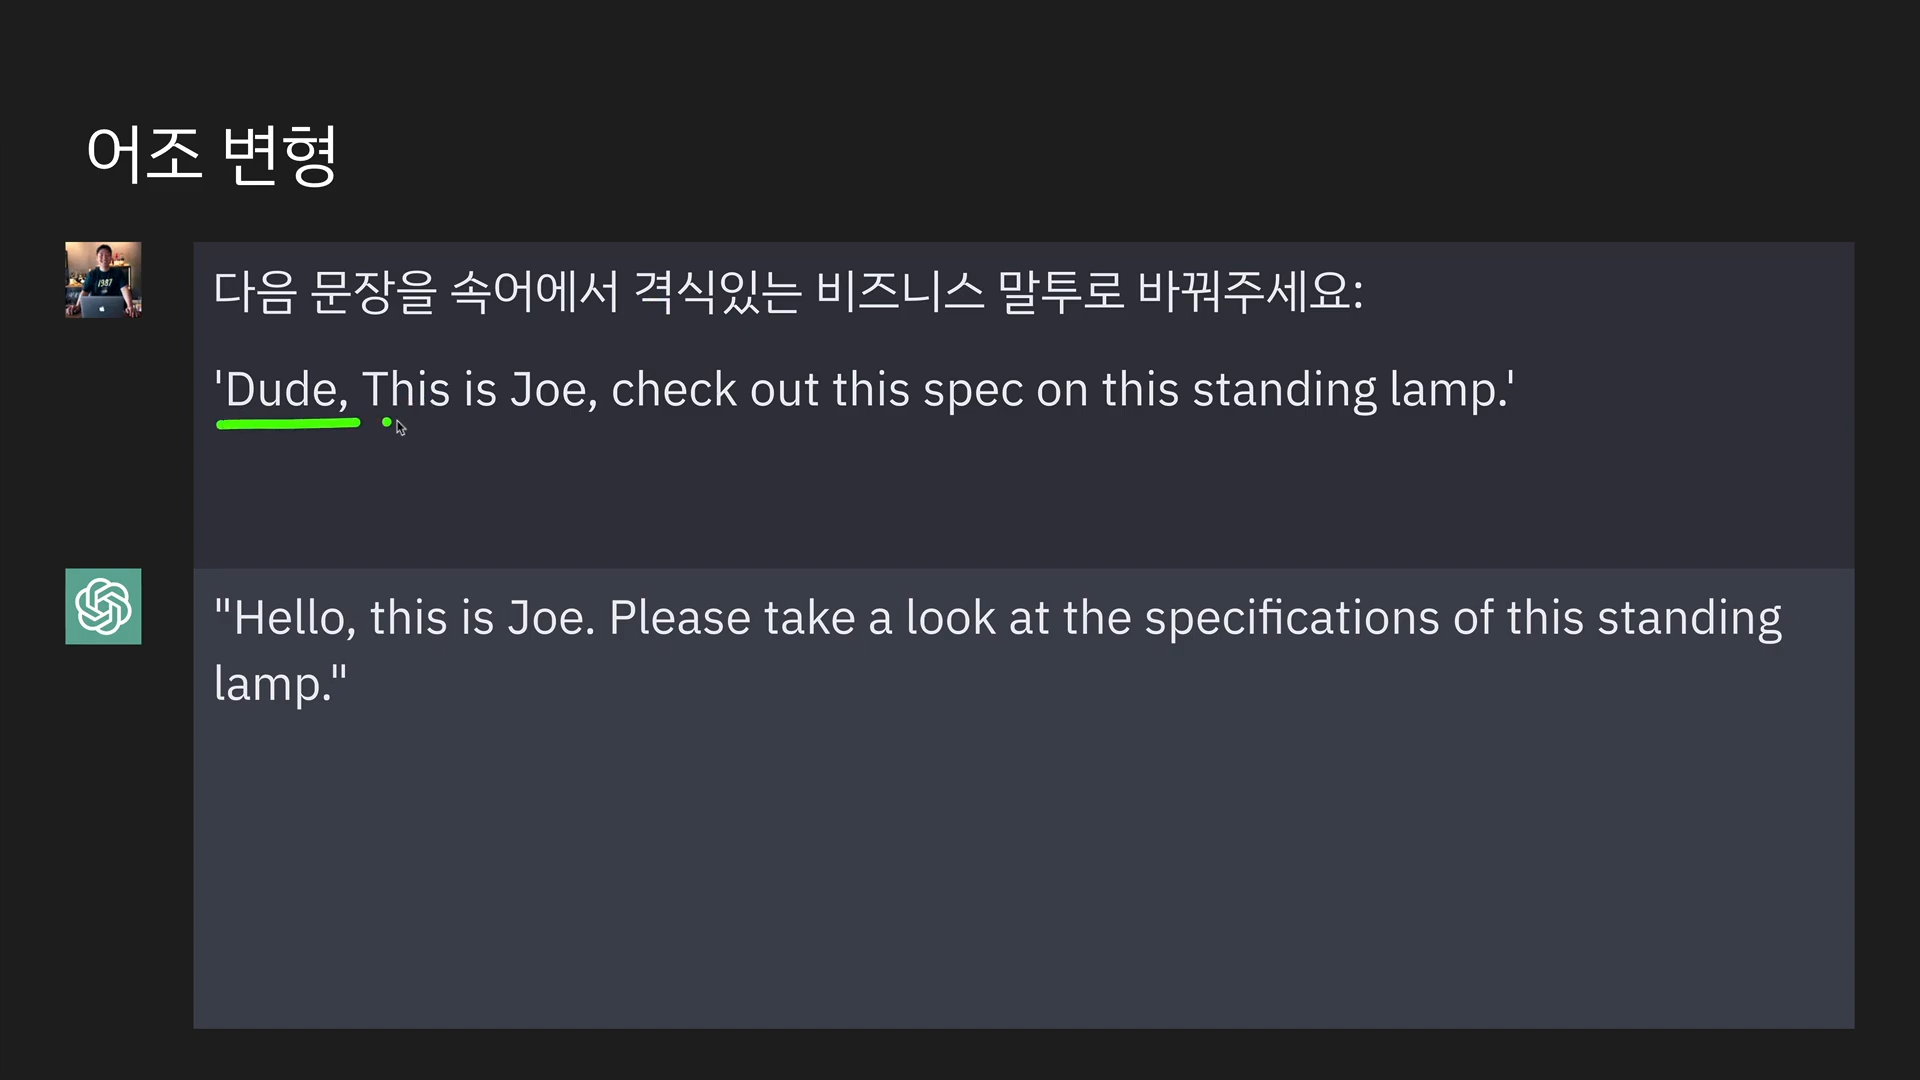 어조 변형
다음 문장을 속어에서 격식있는 비즈니스 말투로 바꿔주세요:
'Dude, This is Joe, check out this spec on this standing lamp.'
"Hello, this is Joe. Please take a look at the specifications of this standing
lamp."